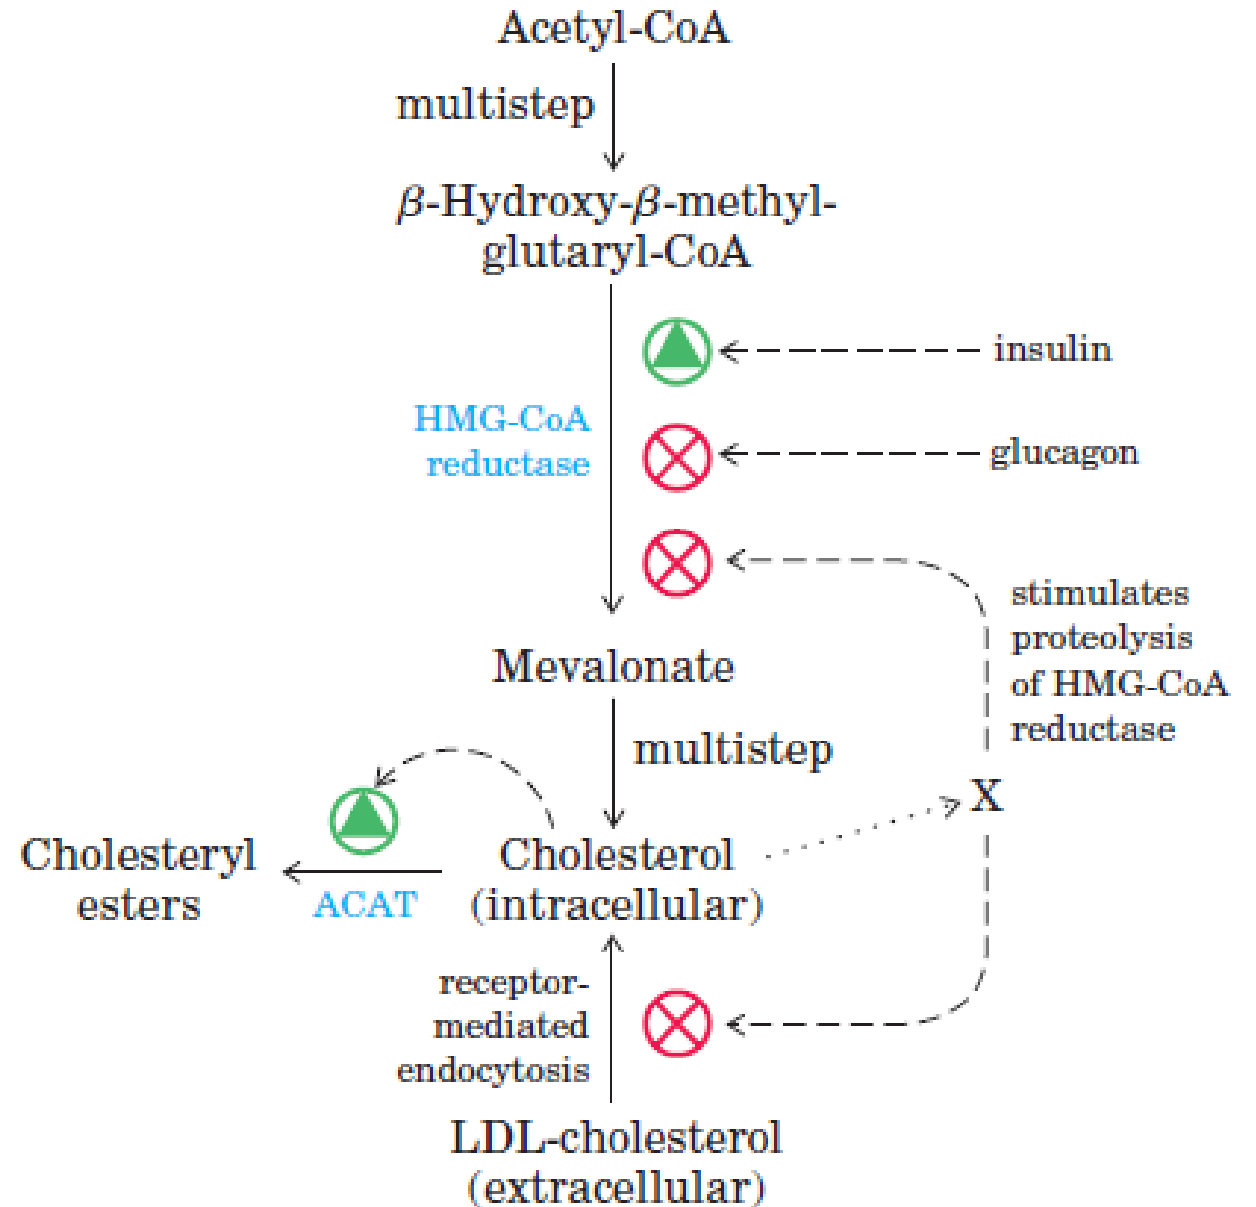 Acetyl-CoA
multistep
β-Hydroxy-β-methyl-
glutaryl-CoA
insulin
HMG-CoA
reductase
glucagon
stimulates
proteolysis
of HMG-CoA
reductase
Mevalonate
multistep
X
Cholesteryl
esters
ACAT
Cholesterol
(intracellular)
receptor-
mediated
endocytosis
LDL-cholesterol
(extracellular)